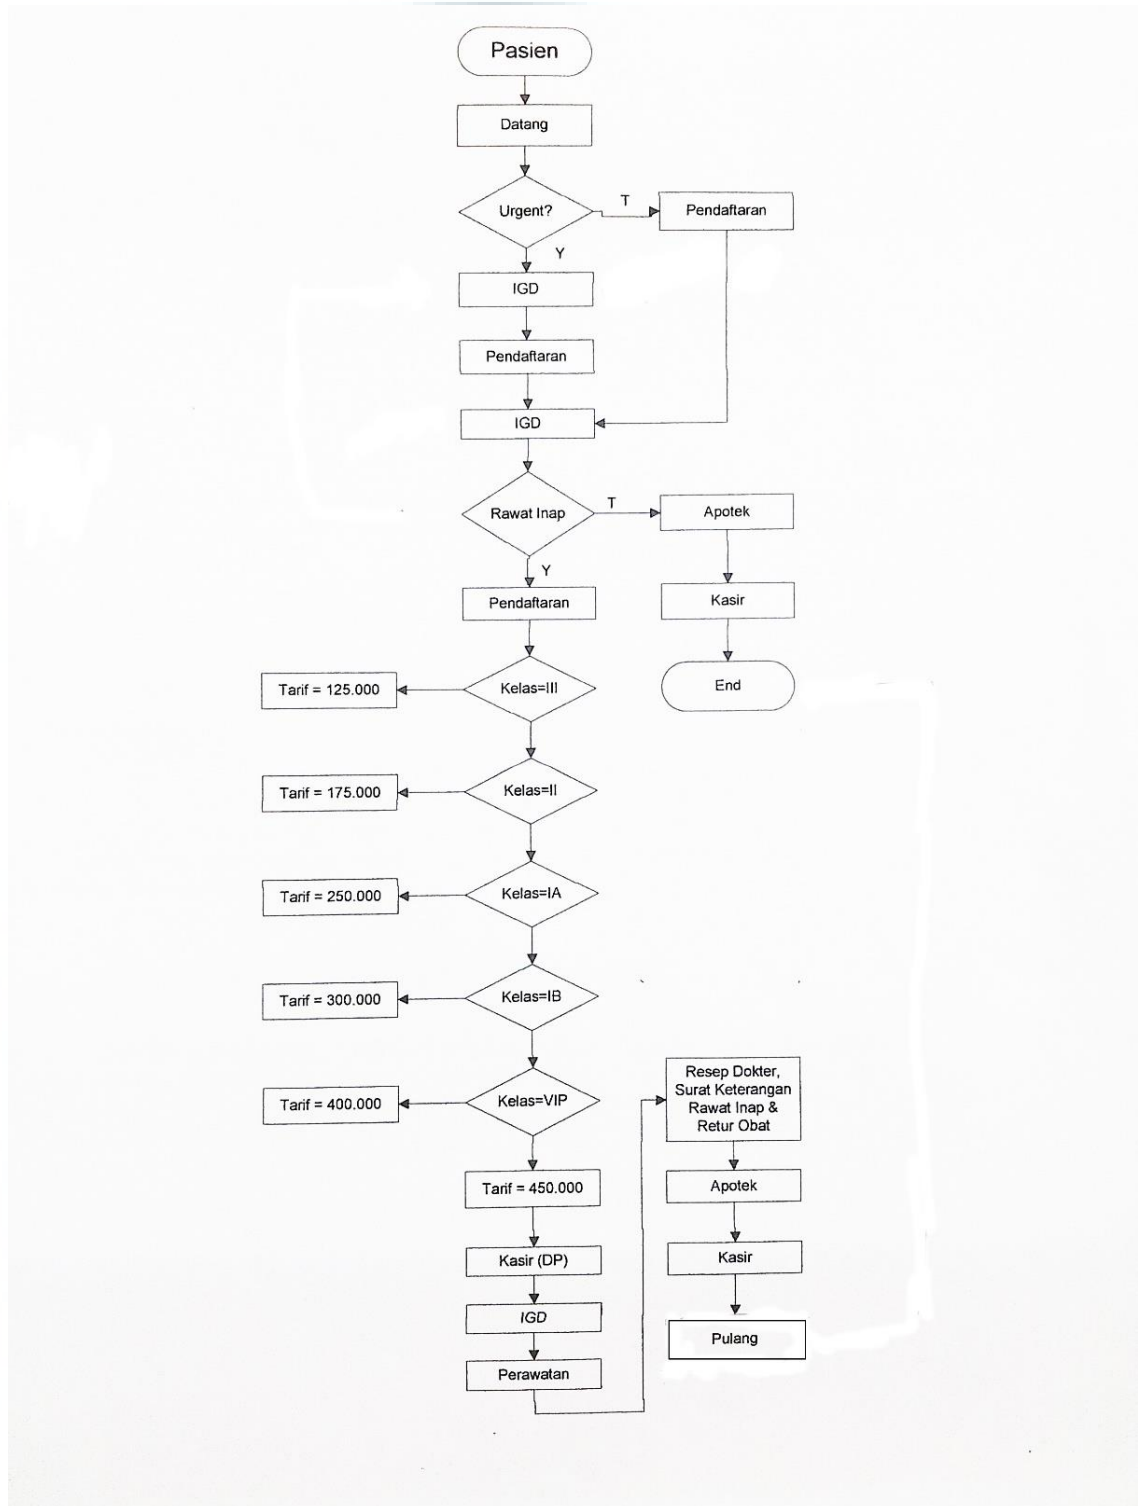 Pasien
Datang
Urgent?
T
Pendaftaran
Y
IGD
Pendaftaran
IGD
Rawat Inap
T
Apotek
Y
Pendaftaran
Kasir
Kelas=III
Tarif = 125.000
End
Kelas=II
Tarif = 175.000
Kelas=IA
Tarif = 250.000
Kelas=IB
Tarif = 300.000
Kelas=VIP
Tarif = 400.000
Tarif = 450.000
Kasir (DP)
IGD
Perawatan
Resep Dokter,
Surat Keterangan
Rawat Inap &
Retur Obat
Apotek
Kasir
Pulang